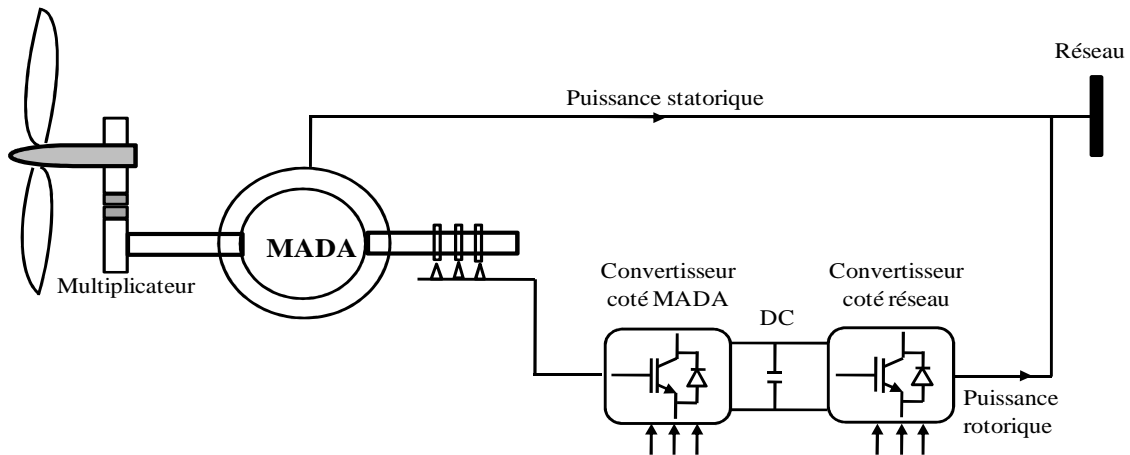 Réseau
Puissance statorique
MADA
Multiplicateur
Convertisseur
coté MADA
DC
Convertisseur
coté réseau
Puissance
rotorique